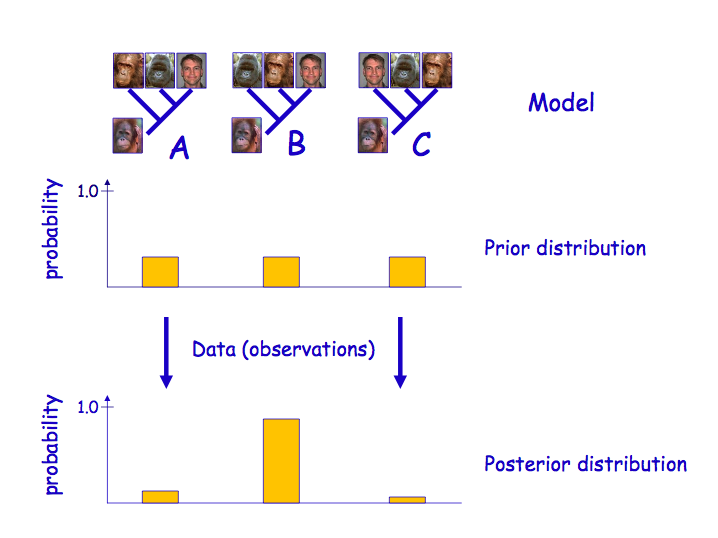 Model
A
B
C
probability
1.0
Prior distribution
Data (observations)
probability
1.0
Posterior distribution